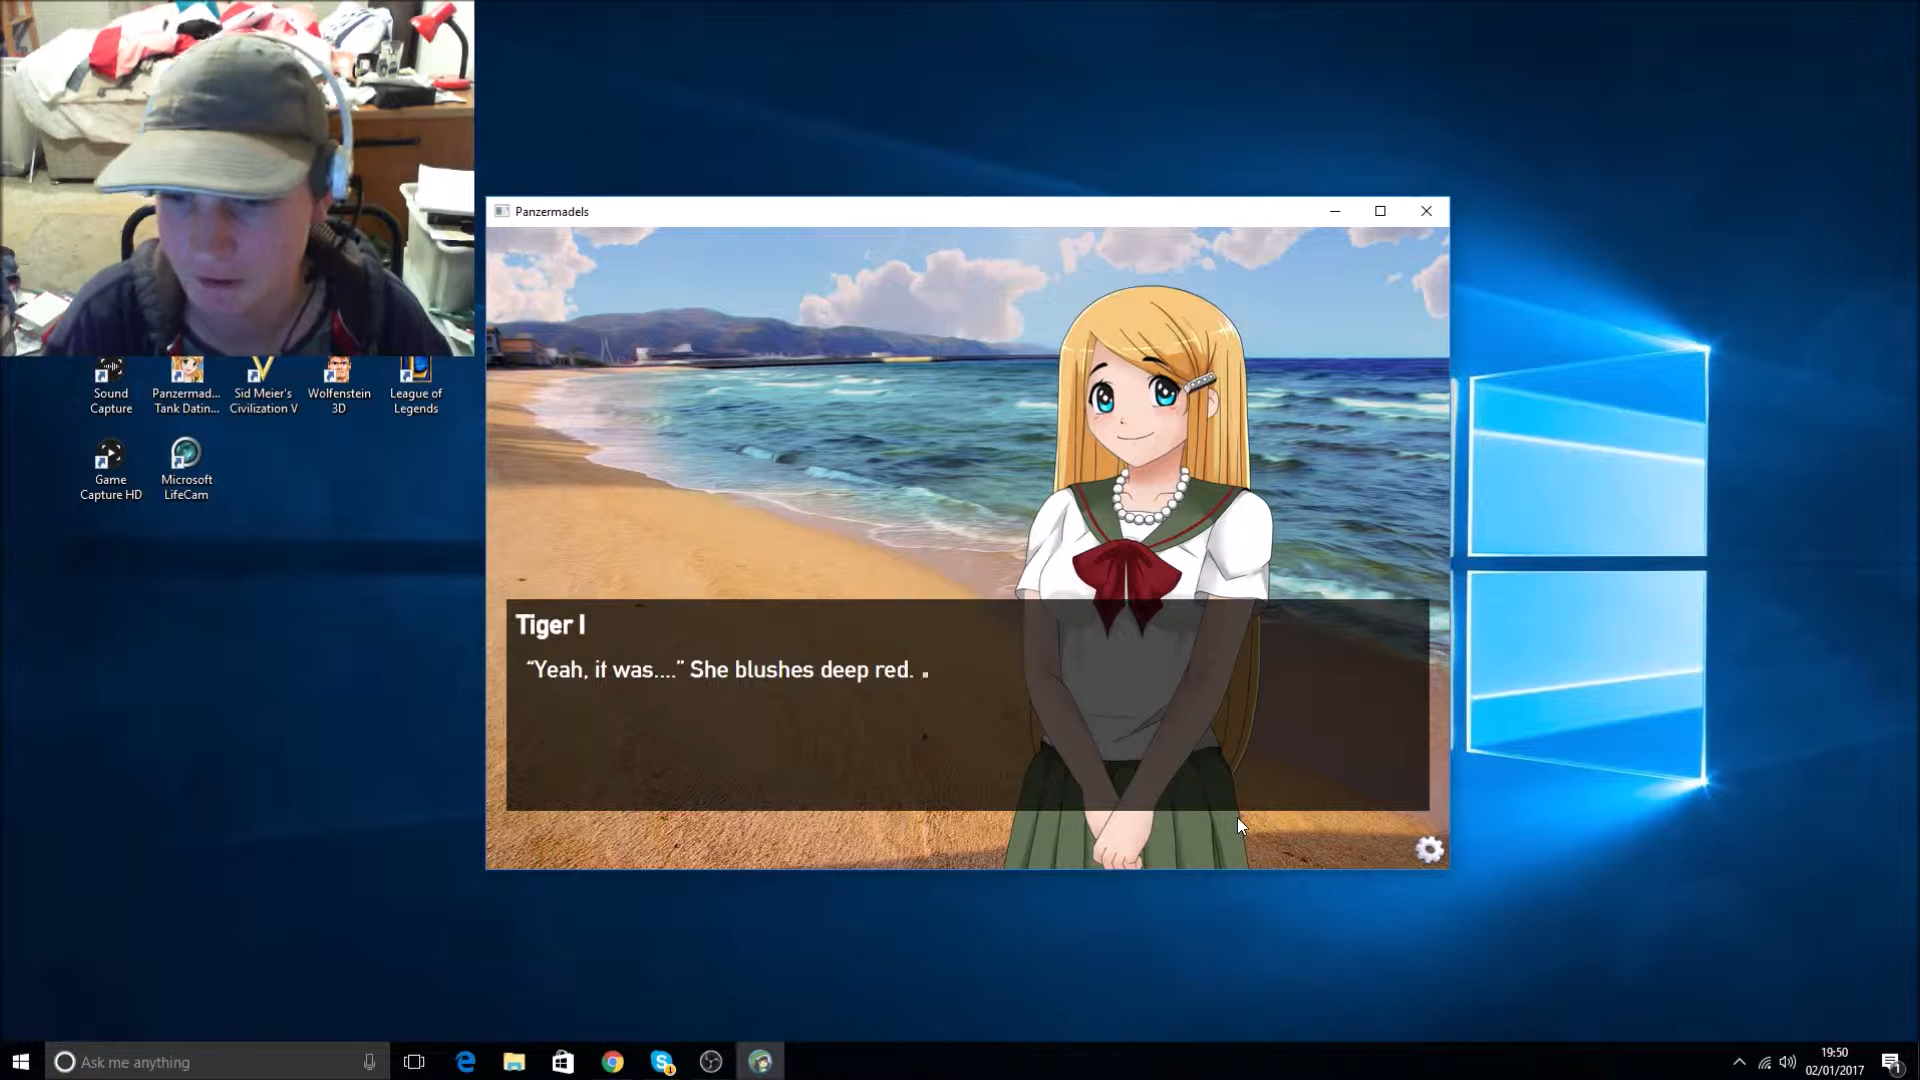 Panzermadels
Sound
Capture
Panzermad...
Tank Datin...
Sid Meier's
Civilization V
Wolfenstein
3D
League of
Legends
Game
Capture HD
Microsoft
LifeCam
Tiger I
“Yeah, it was....” She blushes deep red.
Ask me anything
19:50
02/01/2017
1